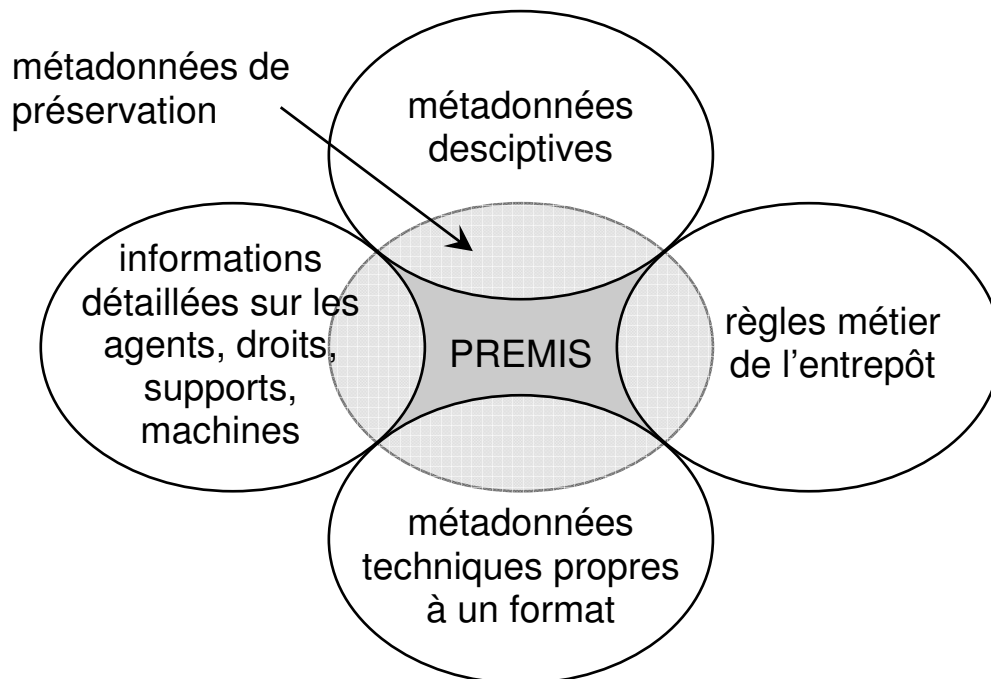 métadonnées de
préservation
métadonnées
desciptives
informations
détaillées sur les
agents, droits,
supports,
machines
PREMIS
règles métier
de l’entrepôt
métadonnées
techniques propres
à un format